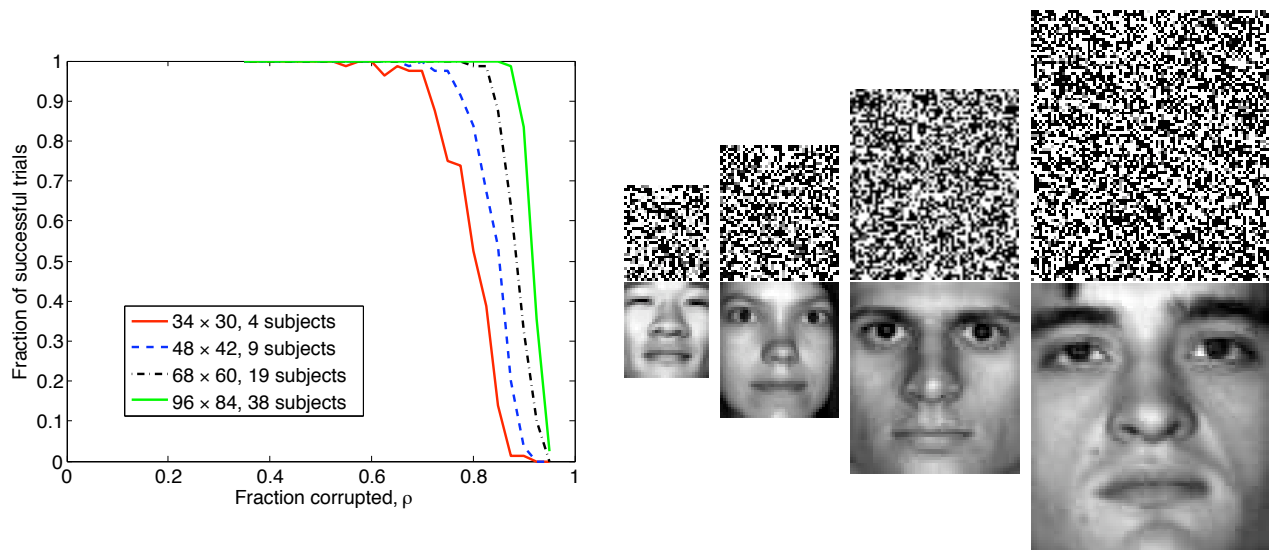 1
0.9
0.8
0.7
0.6
0.5
0.4
0.3
0.2
0.1
0
Fraction of successful trials
34 × 30, 4 subjects
48 × 42, 9 subjects
68 × 60, 19 subjects
96 × 84, 38 subjects
0 0.2 0.4 0.6 0.8 1
Fraction corrupted, ρ